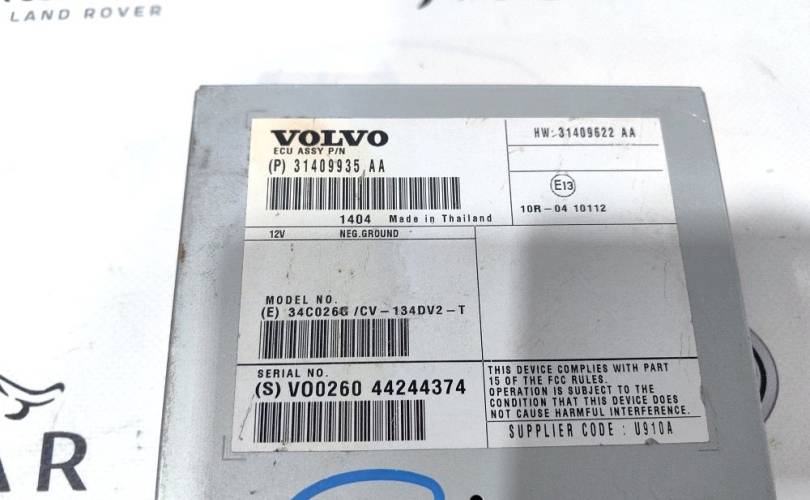 LAND ROVER
VOLVO
ECU ASSY P/N
(P) 31409935 AA
1404 Made in Thailand
HW: 31409622 AA
E13
10R-04 10112
12V NEG.GROUND
MODEL NO.
(E) 34C026G /CV-134DV2-T
SERIAL NO.
(S) VO0260 44244374
THIS DEVICE COMPLIES WITH PART
15 OF THE FCC RULES.
OPERATION IS SUBJECT TO THE
CONDITION THAT THIS DEVICE DOES
NOT CAUSE HARMFUL INTERFERENCE.
SUPPLIER CODE : U910A
AR